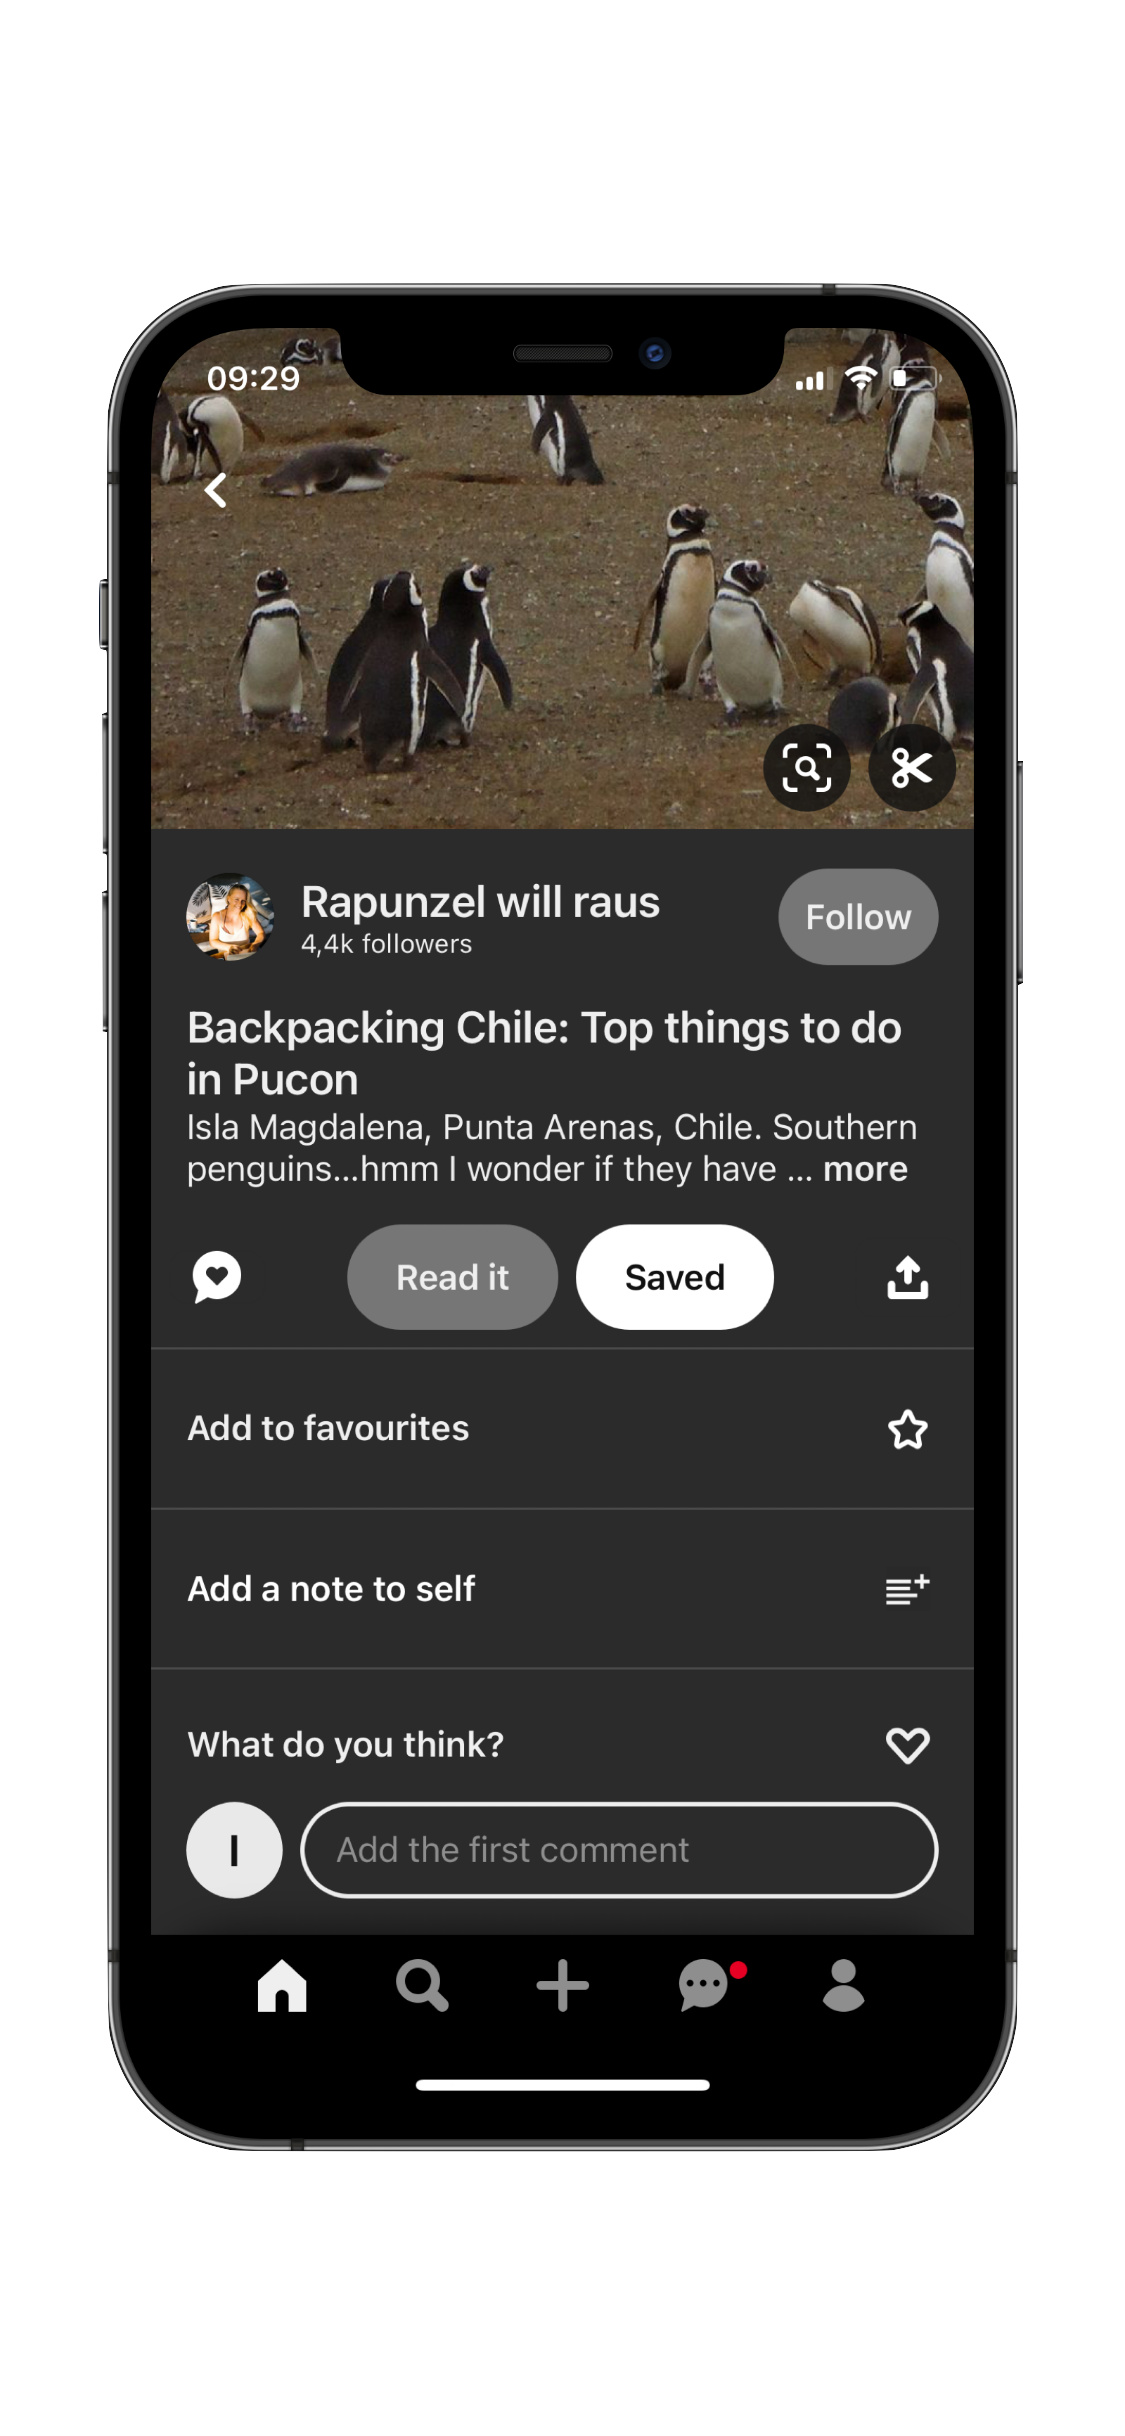 09:29
Rapunzel will raus
4,4k followers
Follow
Backpacking Chile: Top things to do
in Pucon
Isla Magdalena, Punta Arenas, Chile. Southern
penguins...hmm I wonder if they have ... more
Read it
Saved
Add to favourites
Add a note to self
What do you think?
I
Add the first comment